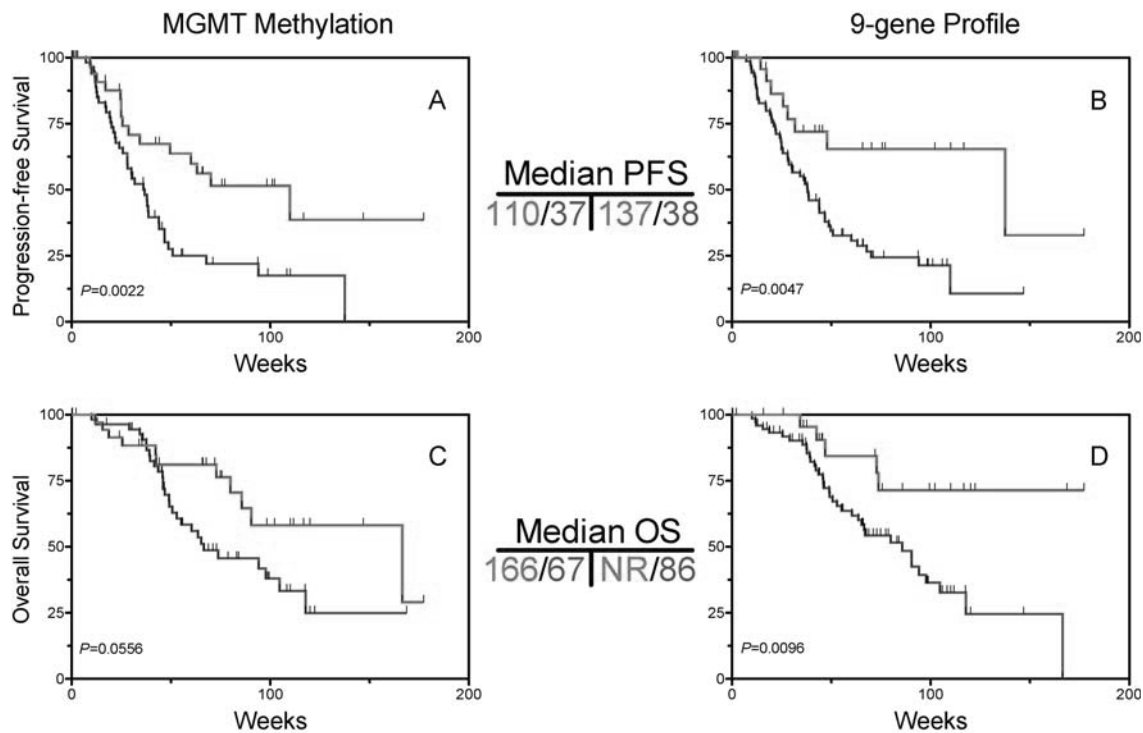 MGMT Methylation
9-gene Profile
Progression-free Survival
100
75
50
25
0
A
P=0.0022
0
100
200
Weeks
Median PFS
110/37 137/38
100
75
50
25
0
B
P=0.0047
0
100
200
Weeks
Overall Survival
100
75
50
25
0
C
P=0.0556
0
100
200
Weeks
Median OS
166/67 NR/86
100
75
50
25
0
D
P=0.0096
0
100
200
Weeks